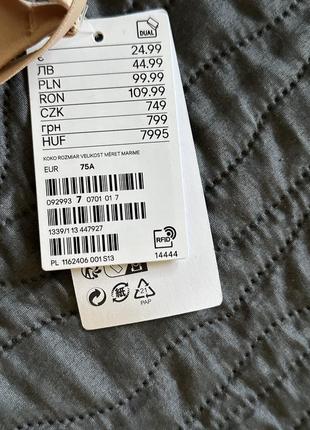 DUAL
€ 24.99
ЛВ 44.99
PLN 99.99
RON 109.99
CZK 749
грн 799
HUF 7995
KOKO ROZMIAR VELIKOST MÉRET MARIME
EUR 75A
092993 7 0701 01 7
1339/1 13 447927
RFID
PL 1162406 001 S13
14444
紙
21
PAP